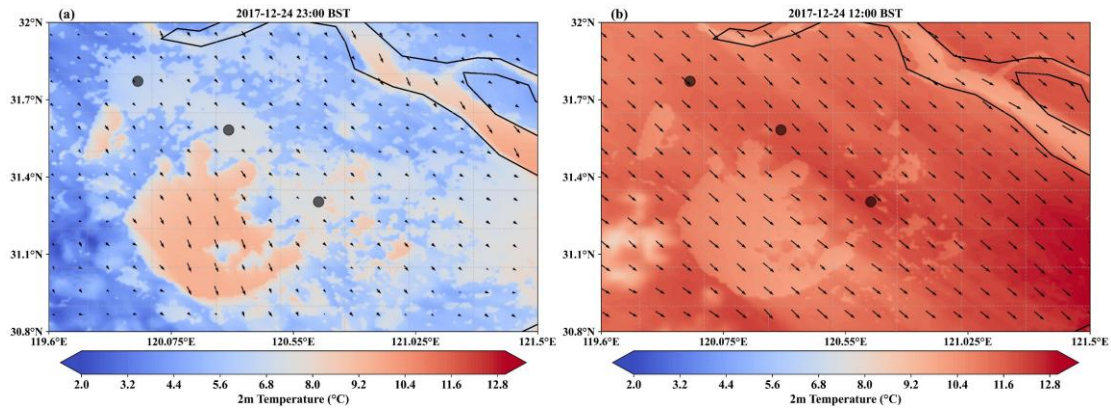 2017-12-24 23:00 BST
(a)
32°N
31.7°N
31.4°N
31.1°N
30.8°N
119.6°E 120.075°E 120.55°E 121.025°E 121.5°E
2.0 3.2 4.4 5.6 6.8 8.0 9.2 10.4 11.6 12.8
2m Temperature (°C)
2017-12-24 12:00 BST
(b)
32°N
31.7°N
31.4°N
31.1°N
30.8°N
119.6°E 120.075°E 120.55°E 121.025°E 121.5°E
2.0 3.2 4.4 5.6 6.8 8.0 9.2 10.4 11.6 12.8
2m Temperature (°C)